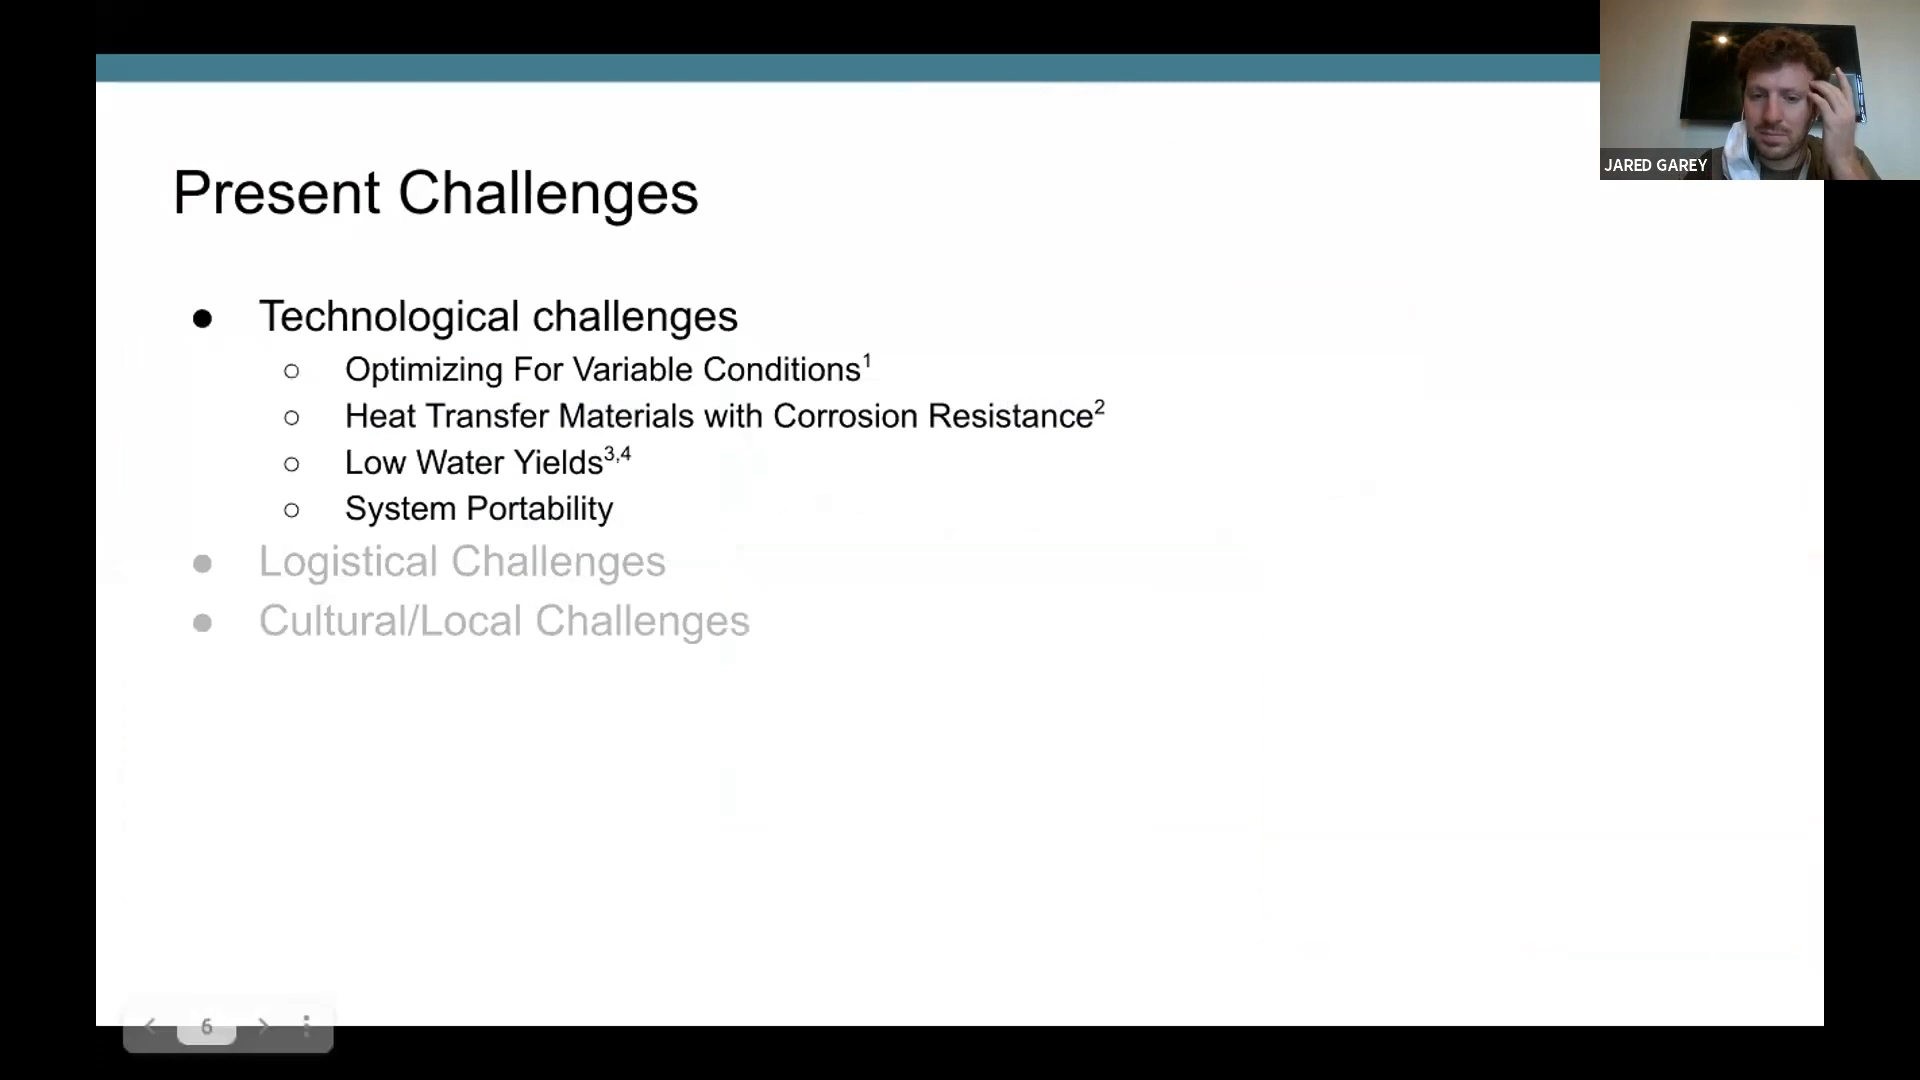 JARED GAREY
Present Challenges
● Technological challenges
○ Optimizing For Variable Conditions¹
○ Heat Transfer Materials with Corrosion Resistance²
○ Low Water Yields³,⁴
○ System Portability
● Logistical Challenges
● Cultural/Local Challenges
6